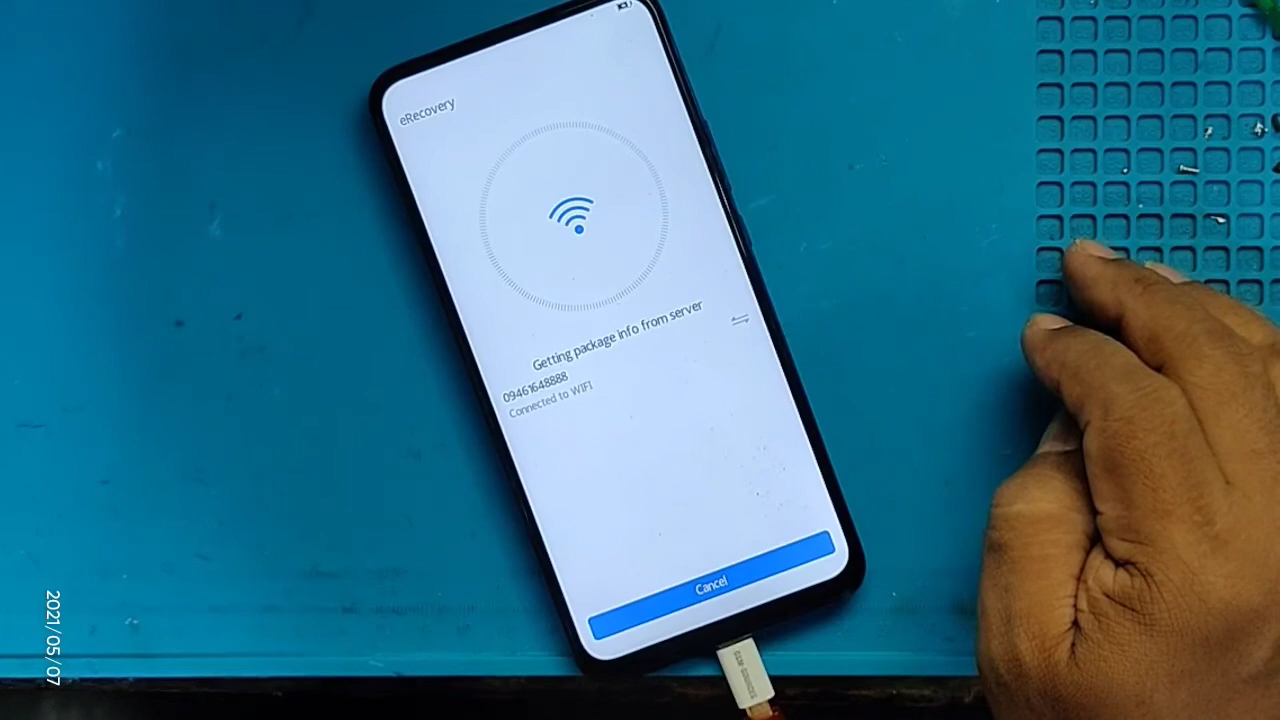 eRecovery
Getting package info from server
09461648888
Connected to WIFI
Cancel
2021/05/07